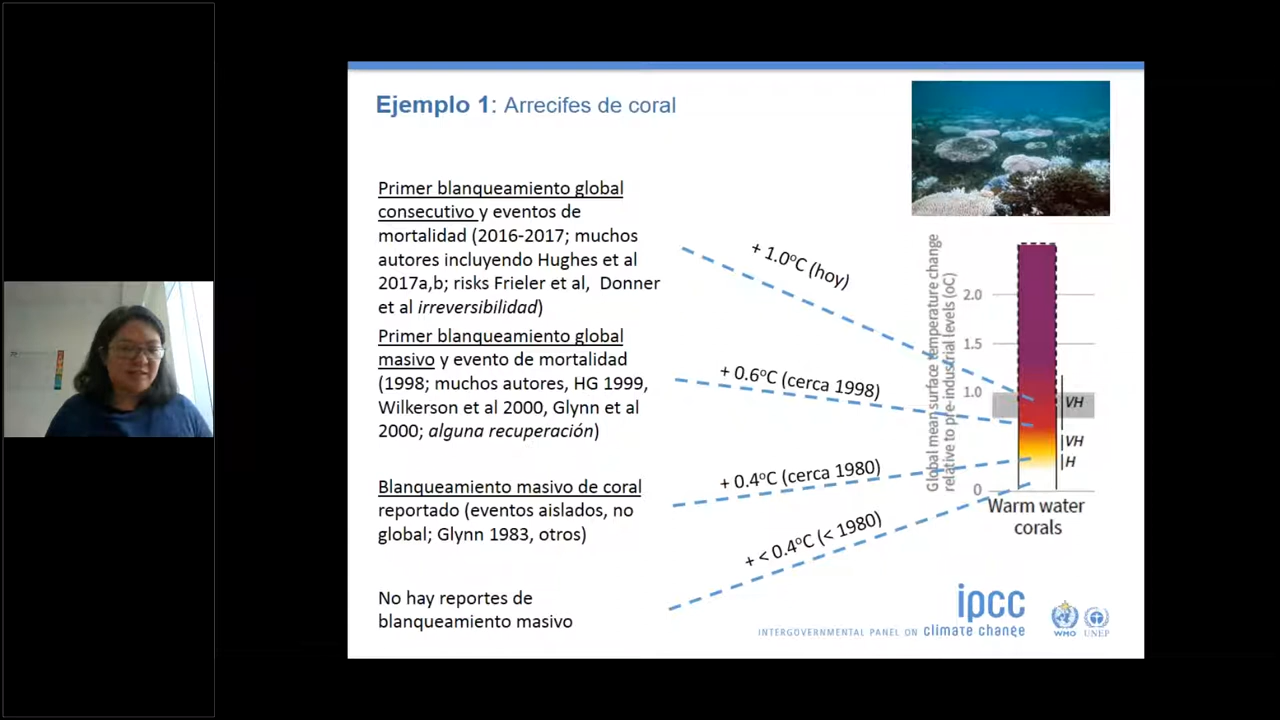 Ejemplo 1: Arrecifes de coral
Primer blanqueamiento global
consecutivo y eventos de
mortalidad (2016-2017; muchos
autores incluyendo Hughes et al
2017a,b; risks Frieler et al, Donner
et al irreversibilidad)
Primer blanqueamiento global
masivo y evento de mortalidad
(1998; muchos autores, HG 1999,
Wilkerson et al 2000, Glynn et al
2000; alguna recuperación)
Blanqueamiento masivo de coral
reportado (eventos aislados, no
global; Glynn 1983, otros)
No hay reportes de
blanqueamiento masivo
+ 1.0ºC (hoy)
+ 0.6ºC (cerca 1998)
+ 0.4ºC (cerca 1980)
+ < 0.4ºC (< 1980)
Global mean surface temperature change
relative to pre-industrial levels (oC)
2.0
1.5
1.0
0
VH
VH
H
Warm water
corals
ipcc
INTERGOVERNMENTAL PANEL ON climate change
WMO
UNEP